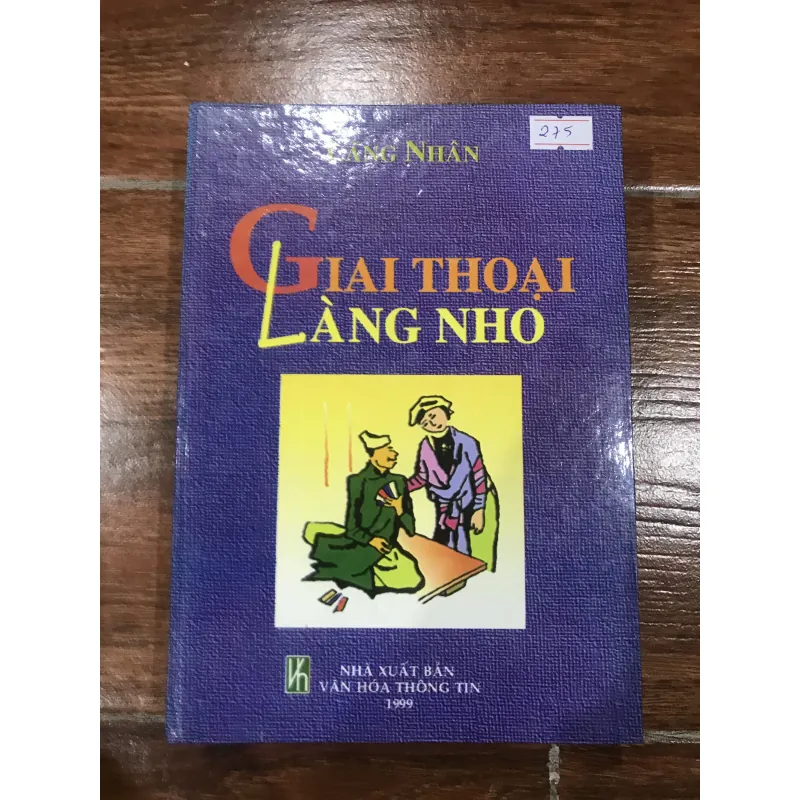 275
LÃNG NHÂN
GIAI THOẠI
LÀNG NHO
NHÀ XUẤT BẢN
VĂN HÓA THÔNG TIN
1999